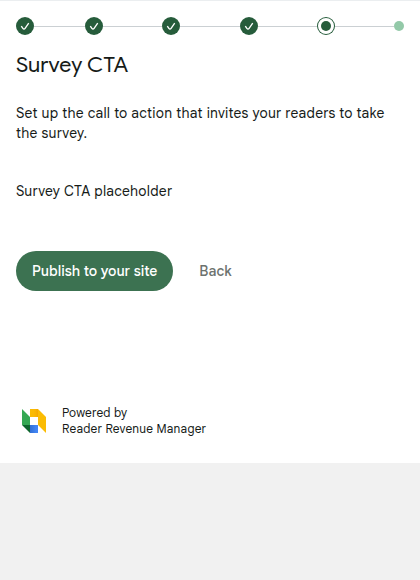 Survey CTA
Set up the call to action that invites your readers to take
the survey.
Survey CTA placeholder
Publish to your site
Back
Powered by
Reader Revenue Manager